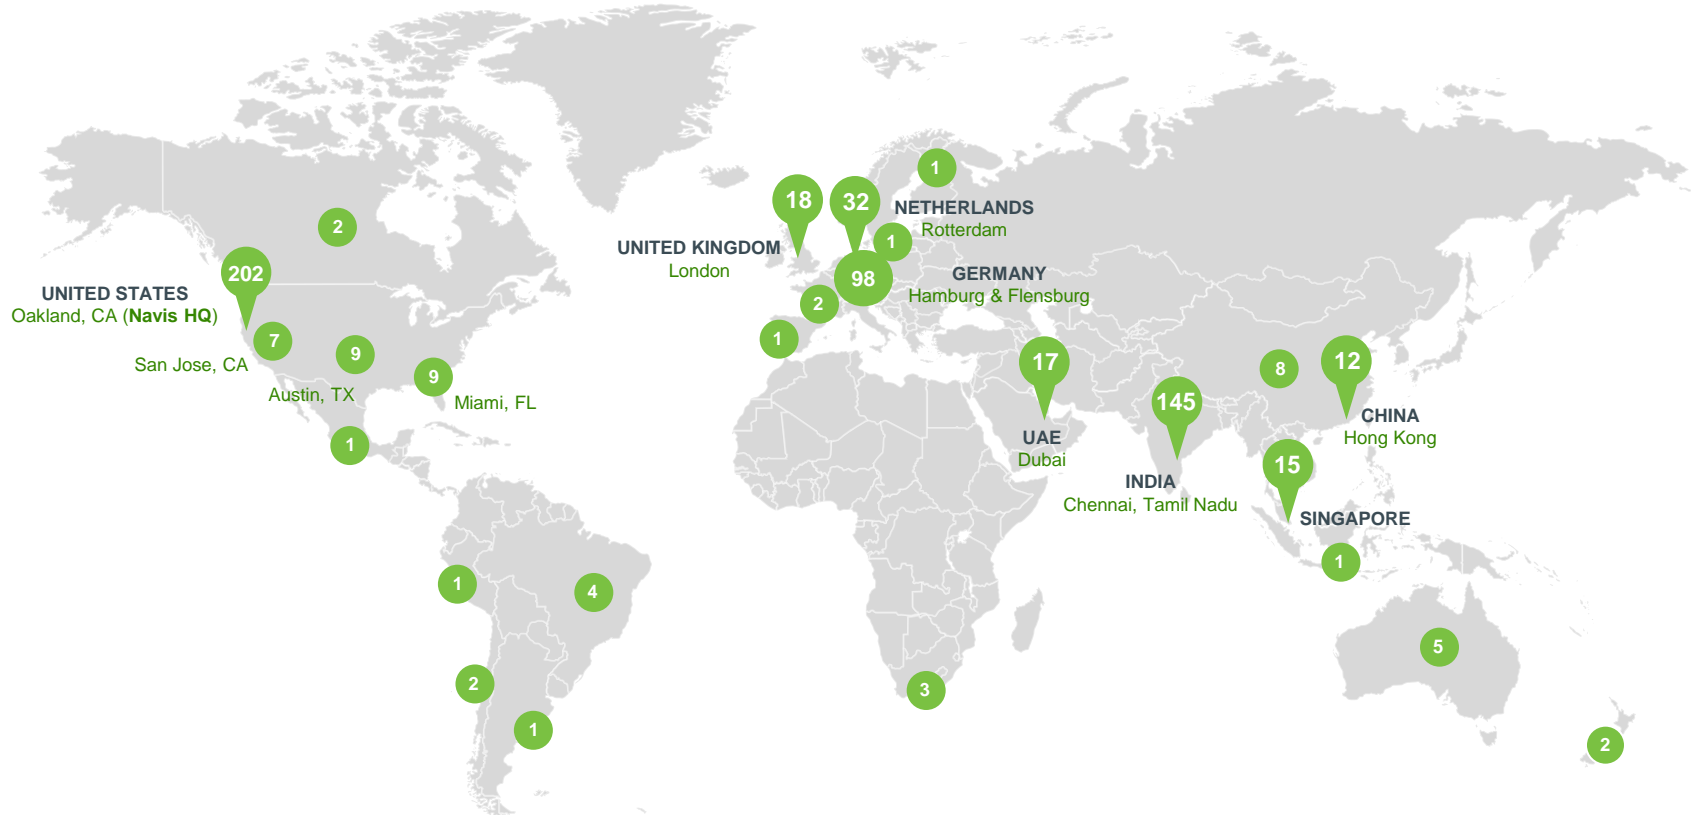 1
18
32
NETHERLANDS
Rotterdam
2
1
UNITED KINGDOM
London
202
98
GERMANY
Hamburg & Flensburg
UNITED STATES
Oakland, CA (Navis HQ)
2
7
1
9
San Jose, CA
9
Austin, TX
Miami, FL
1
17
8
12
145
CHINA
Hong Kong
UAE
Dubai
15
INDIA
Chennai, Tamil Nadu
SINGAPORE
1
1
4
5
2
3
1
2